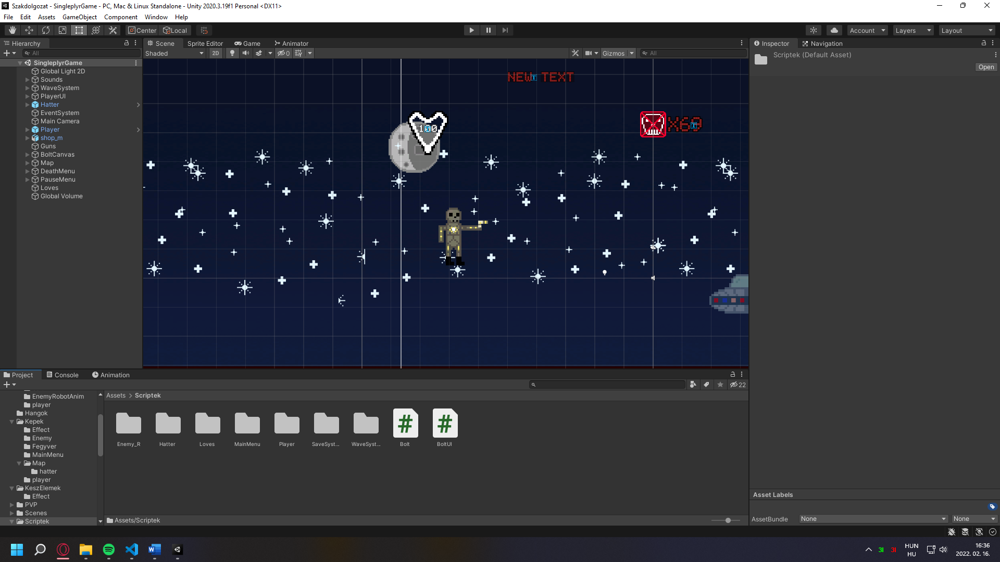 Szakdolgozat - SingleplyrGame - PC, Mac & Linux Standalone - Unity 2020.3.19f1 Personal <DX11>
File Edit Assets GameObject Component Window Help
Center Local Account Layers Layout
Hierarchy
All
SingleplyrGame
Global Light 2D
Sounds
WaveSystem
PlayerUI
Hatter
EventSystem
Main Camera
Player
shop_m
Guns
BoltCanvas
Map
DeathMenu
PauseMenu
Loves
Global Volume
Scene Sprite Editor Game Animator
Shaded 2D 0 Gizmos All
NEW TEXT
100
X69
Inspector Navigation
Scriptek (Default Asset)
Open
Project Console Animation
22
EnemyRobotAnim
player
Hangok
Kepek
Effect
Enemy
Fegyver
MainMenu
Map
hatter
player
KeszElemek
Effect
PVP
Scenes
Scriptek
Assets > Scriptek
# #
Enemy_R Hatter Loves MainMenu Player SaveSyst... WaveSyst... Bolt BoltUI
Assets/Scriptek
Asset Labels
AssetBundle None None
HUN
HU
16:36
2022. 02. 16.